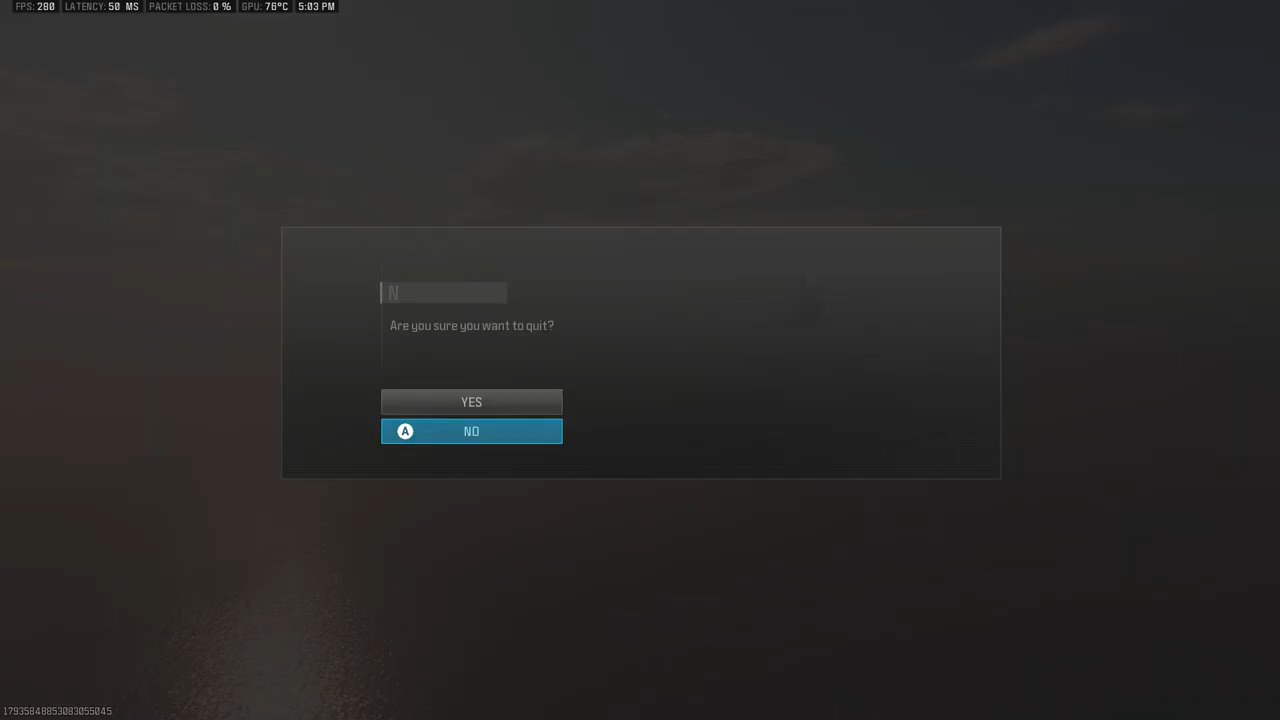 FPS: 280 LATENCY: 50 MS PACKET LOSS: 0 % GPU: 76°C 5:03 PM
N
Are you sure you want to quit?
YES
A NO
17935848853083055045